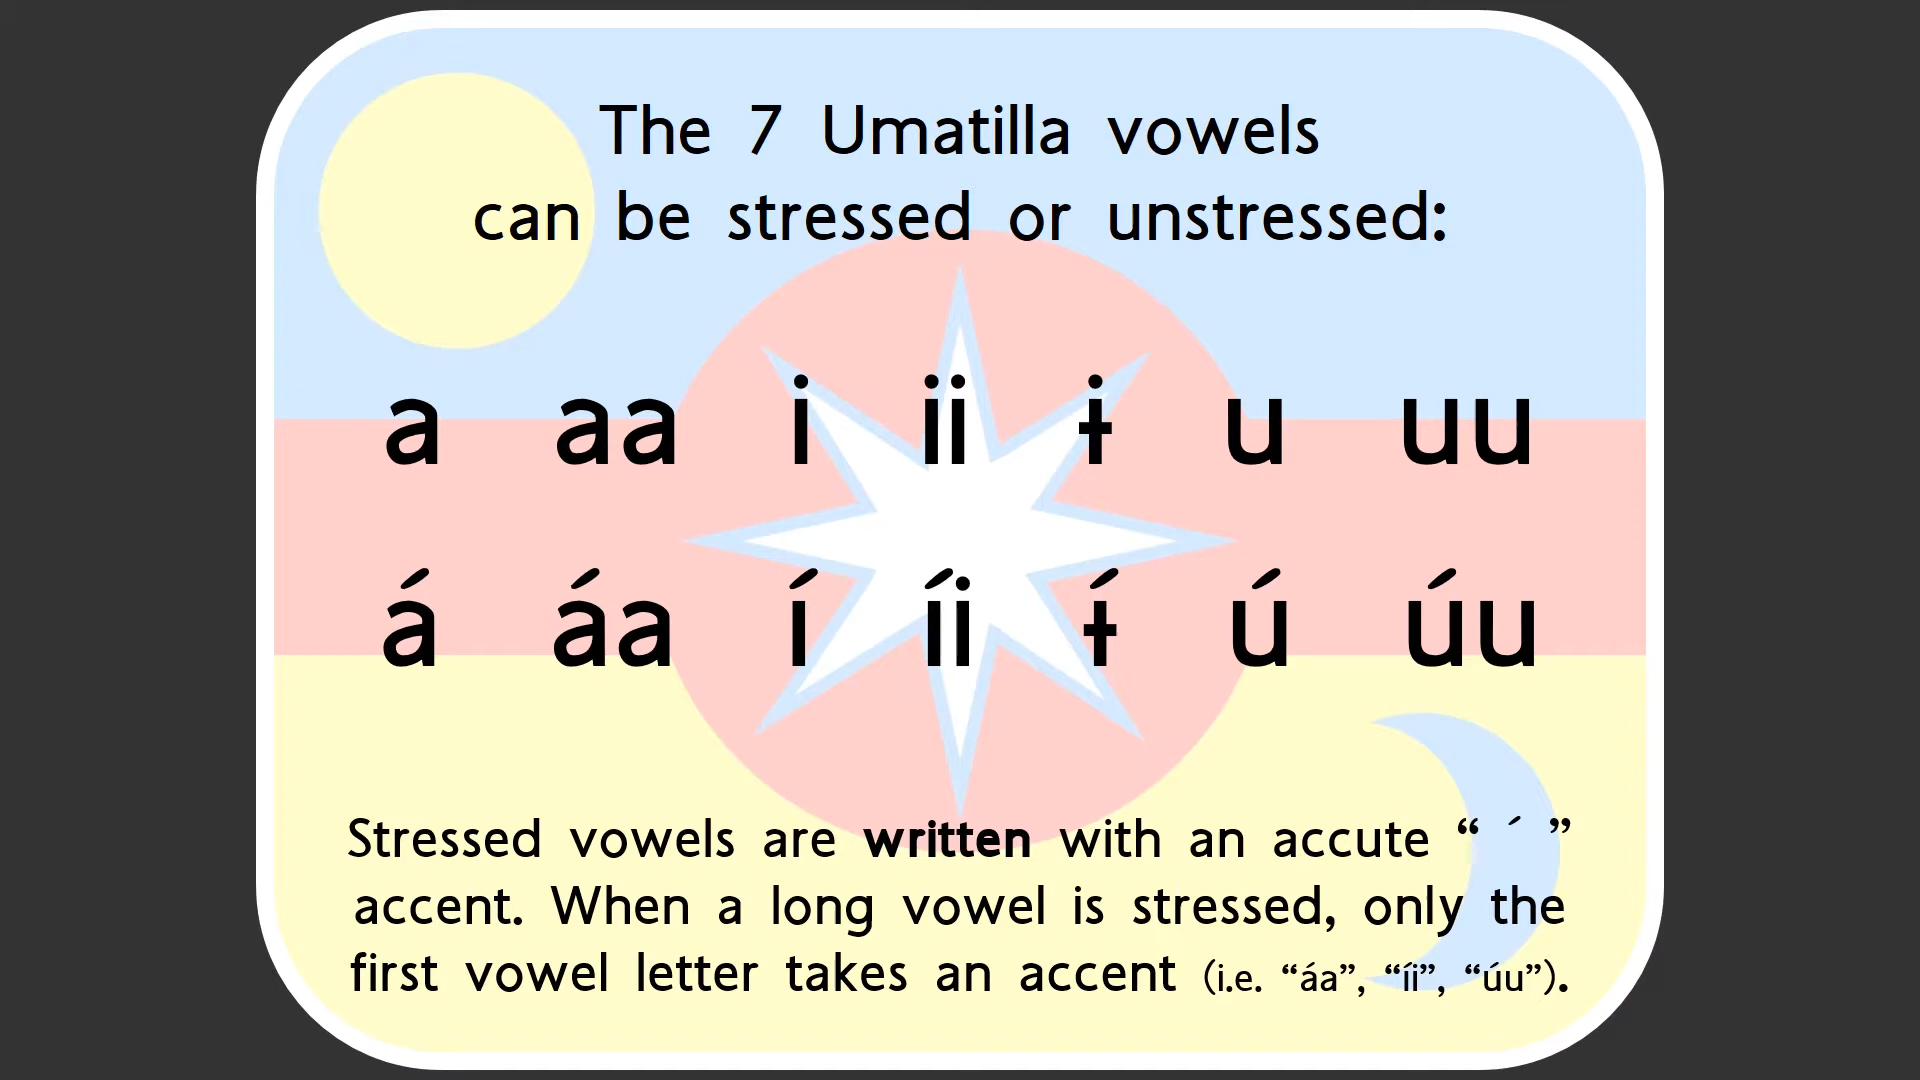 The 7 Umatilla vowels
can be stressed or unstressed:
a aa i ii ɨ u uu
á áa í íi ɨ́ ú úu
Stressed vowels are written with an accute “ ´ ”
accent. When a long vowel is stressed, only the
first vowel letter takes an accent (i.e. “áa”, “íi”, “úu”).